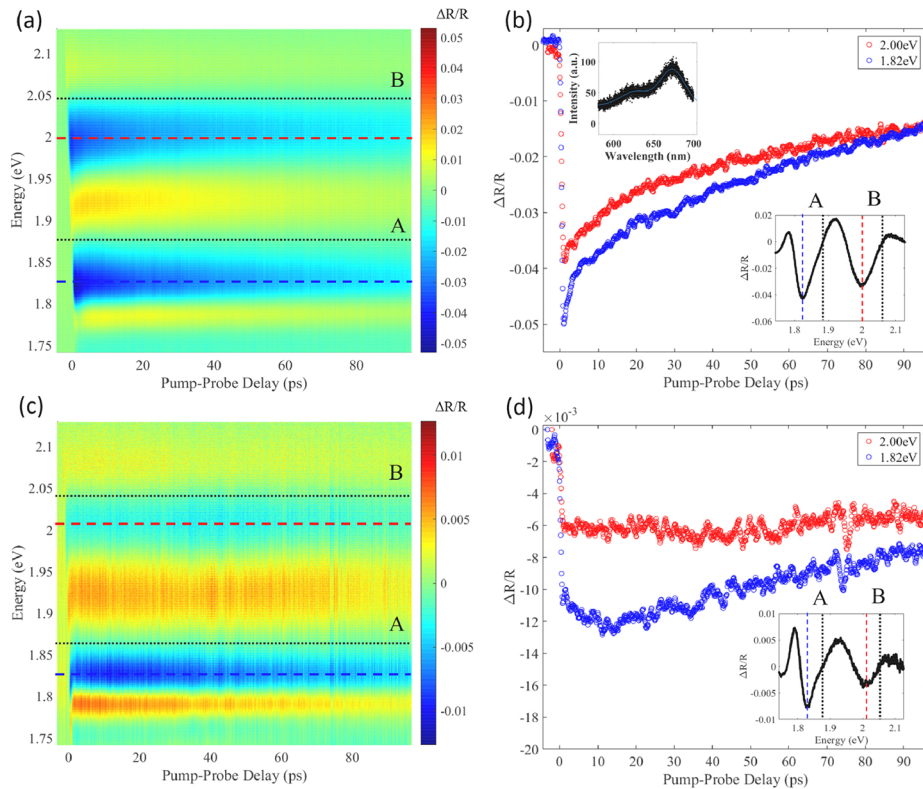 (a)
ΔR/R
2.1
2.05
2
1.95
1.9
1.85
1.8
1.75
Energy (eV)
B
A
0.05
0.04
0.03
0.02
0.01
0
-0.01
-0.02
-0.03
-0.04
-0.05
0 20 40 60 80
Pump-Probe Delay (ps)
(b)
0
-0.01
-0.02
-0.03
-0.04
-0.05
ΔR/R
2.00eV
1.82eV
Intensity (a.u.)
100
50
0
600 650 700
Wavelength (nm)
A B
0.02
0
-0.02
-0.04
-0.06
ΔR/R
1.8 1.9 2 2.1
Energy (eV)
0 10 20 30 40 50 60 70 80 90
Pump-Probe Delay (ps)
(c)
ΔR/R
2.1
2.05
2
1.95
1.9
1.85
1.8
1.75
Energy (eV)
B
A
0.01
0.005
0
-0.005
-0.01
0 20 40 60 80
Pump-Probe Delay (ps)
(d)
×10⁻³
0
-2
-4
-6
-8
-10
-12
-14
-16
-18
-20
ΔR/R
2.00eV
1.82eV
A B
0.01
0.005
0
-0.005
-0.01
ΔR/R
1.8 1.9 2 2.1
Energy (eV)
0 10 20 30 40 50 60 70 80 90
Pump-Probe Delay (ps)